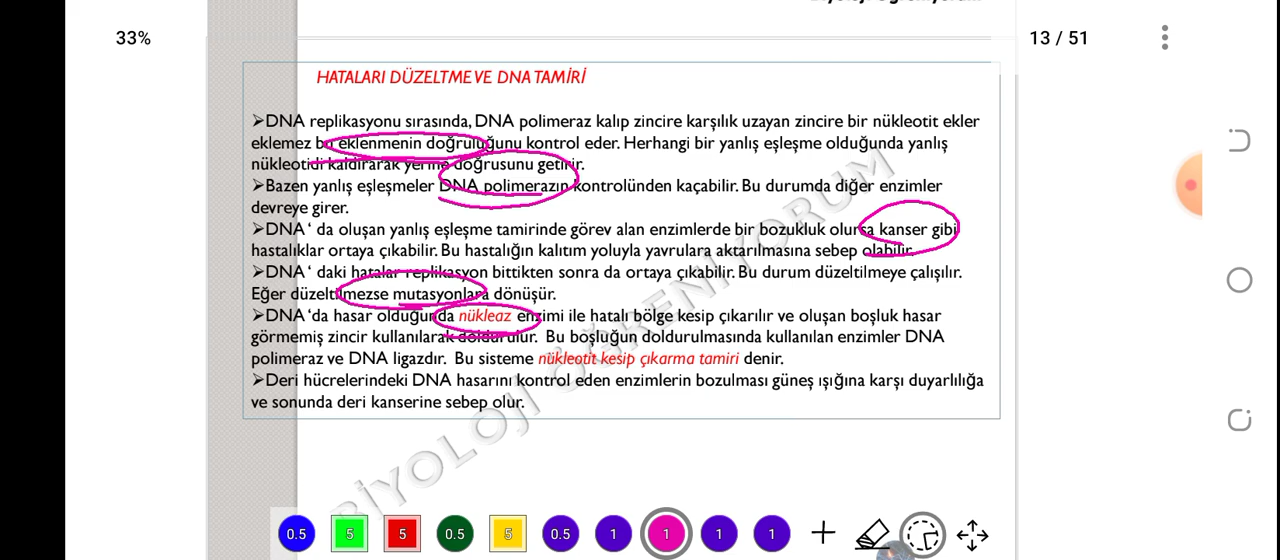 33%
13 / 51
HATALARI DÜZELTME VE DNA TAMİRİ
➢DNA replikasyonu sırasında, DNA polimeraz kalıp zincire karşılık uzayan zincire bir nükleotit ekler
eklemez bu eklenmenin doğruluğunu kontrol eder. Herhangi bir yanlış eşleşme olduğunda yanlış
nükleotidi kaldırarak yerine doğrusunu getirir.
➢Bazen yanlış eşleşmeler DNA polimerazın kontrolünden kaçabilir. Bu durumda diğer enzimler
devreye girer.
➢DNA‘ da oluşan yanlış eşleşme tamirinde görev alan enzimlerde bir bozukluk olursa kanser gibi
hastalıklar ortaya çıkabilir. Bu hastalığın kalıtım yoluyla yavrulara aktarılmasına sebep olabilir.
➢DNA‘ daki hatalar replikasyon bittikten sonra da ortaya çıkabilir. Bu durum düzeltilmeye çalışılır.
Eğer düzeltilmezse mutasyonlara dönüşür.
➢DNA ‘da hasar olduğunda nükleaz enzimi ile hatalı bölge kesip çıkarılır ve oluşan boşluk hasar
görmemiş zincir kullanılarak doldurulur. Bu boşluğun doldurulmasında kullanılan enzimler DNA
polimeraz ve DNA ligazdır. Bu sisteme nükleotit kesip çıkarma tamiri denir.
➢Deri hücrelerindeki DNA hasarını kontrol eden enzimlerin bozulması güneş ışığına karşı duyarlılığa
ve sonunda deri kanserine sebep olur.
BİYOLOJİ ÖĞRENİYORUM
0.5 5 5 0.5 5 0.5 1 1 1 1